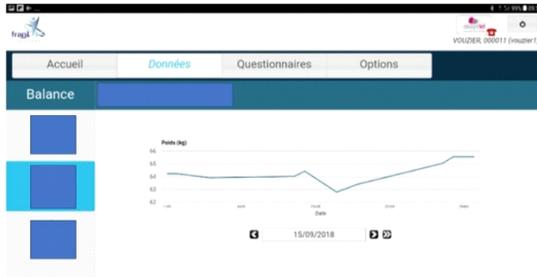 fragil
VOUZIER, 000011 (vouzier1)
Accueil Données Questionnaires Options
Balance
Poids (kg)
66
65
64
63
62
Date
15/09/2018